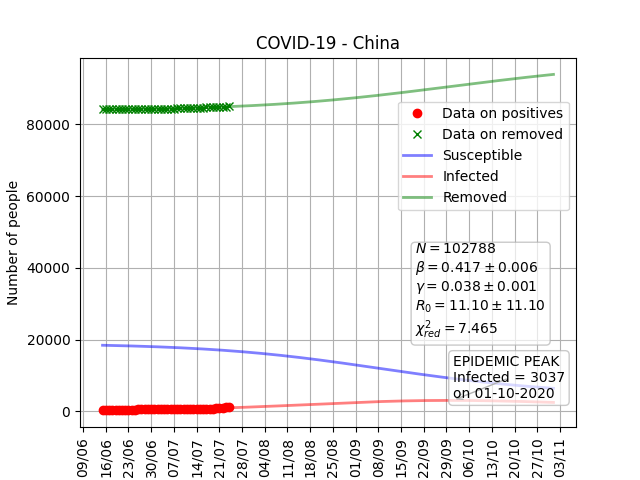 COVID-19 - China
Number of people
80000
60000
40000
20000
0
Data on positives
Data on removed
Susceptible
Infected
Removed
N = 102788
β = 0.417 ± 0.006
γ = 0.038 ± 0.001
R₀ = 11.10 ± 11.10
χ²red = 7.465
EPIDEMIC PEAK
Infected = 3037
on 01-10-2020
09/06
16/06
23/06
30/06
07/07
14/07
21/07
28/07
04/08
11/08
18/08
25/08
01/09
08/09
15/09
22/09
29/09
06/10
13/10
20/10
27/10
03/11